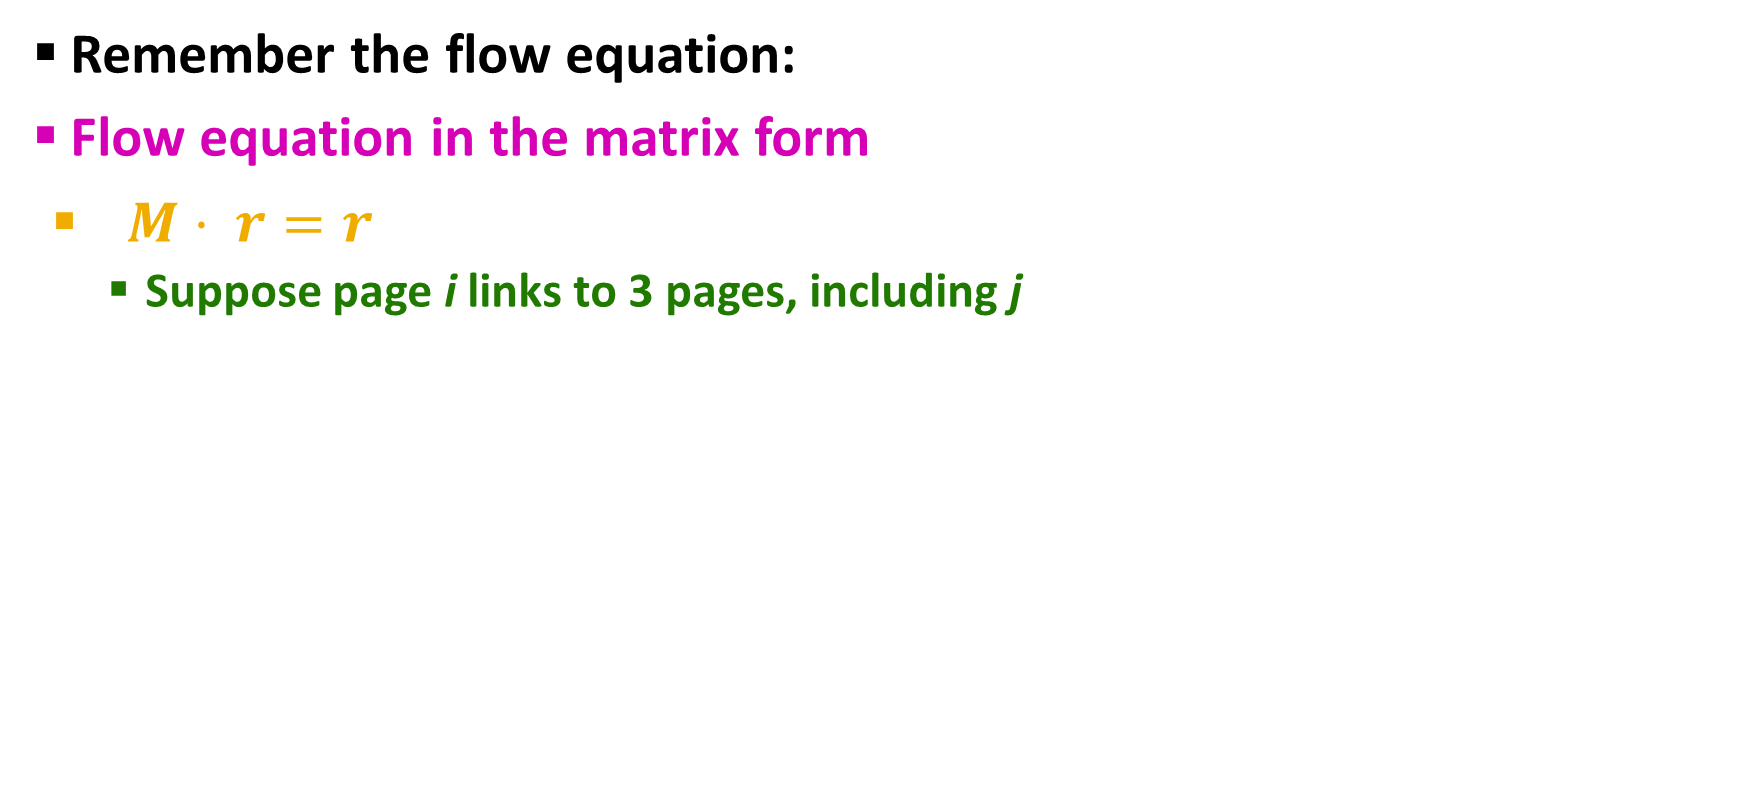 ▪ Remember the flow equation:
▪ Flow equation in the matrix form
▪ M · r = r
▪ Suppose page i links to 3 pages, including j